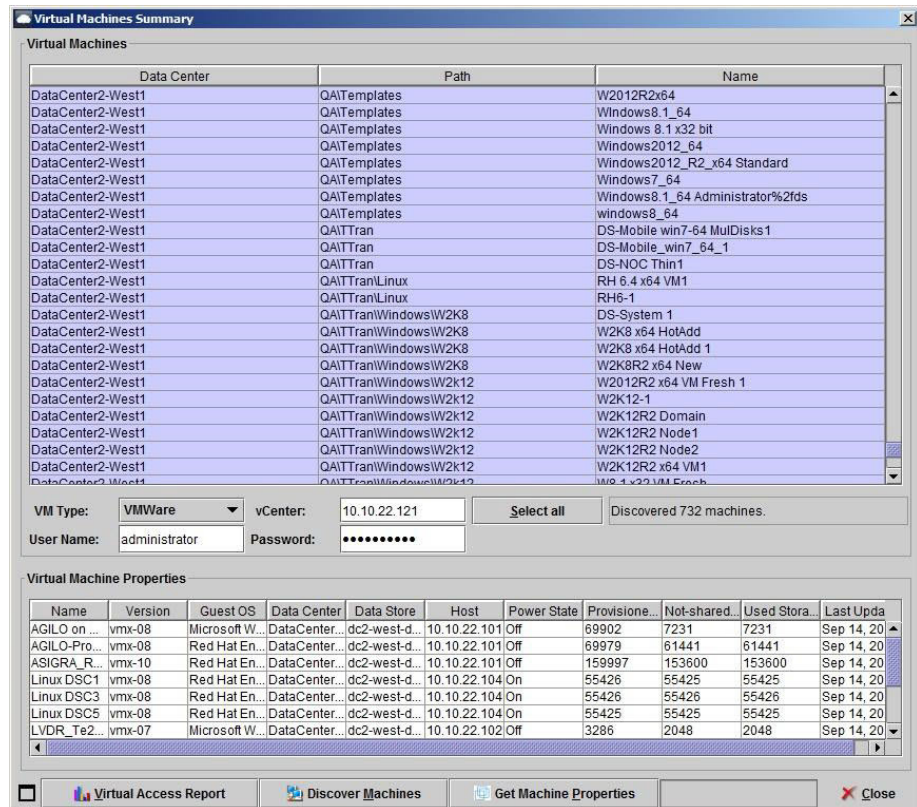 Virtual Machines Summary
Virtual Machines
Data Center Path Name
DataCenter2-West1 QA\Templates W2012R2x64
DataCenter2-West1 QA\Templates WIndows8.1_64
DataCenter2-West1 QA\Templates Windows 8.1 x32 bit
DataCenter2-West1 QA\Templates Windows2012_64
DataCenter2-West1 QA\Templates Windows2012_R2_x64 Standard
DataCenter2-West1 QA\Templates Windows7_64
DataCenter2-West1 QA\Templates Windows8.1_64 Administrator%2fds
DataCenter2-West1 QA\Templates windows8_64
DataCenter2-West1 QA\TTran DS-Mobile win7-64 MulDisks1
DataCenter2-West1 QA\TTran DS-Mobile_win7_64_1
DataCenter2-West1 QA\TTran DS-NOC Thin1
DataCenter2-West1 QA\TTran\Linux RH 6.4 x64 VM1
DataCenter2-West1 QA\TTran\Linux RH6-1
DataCenter2-West1 QA\TTran\Windows\W2K8 DS-System 1
DataCenter2-West1 QA\TTran\Windows\W2K8 W2K8 x64 HotAdd
DataCenter2-West1 QA\TTran\Windows\W2K8 W2K8 x64 HotAdd 1
DataCenter2-West1 QA\TTran\Windows\W2K8 W2K8R2 x64 New
DataCenter2-West1 QA\TTran\Windows\W2k12 W2012R2 x64 VM Fresh 1
DataCenter2-West1 QA\TTran\Windows\W2k12 W2K12-1
DataCenter2-West1 QA\TTran\Windows\W2k12 W2K12R2 Domain
DataCenter2-West1 QA\TTran\Windows\W2k12 W2K12R2 Node1
DataCenter2-West1 QA\TTran\Windows\W2k12 W2K12R2 Node2
DataCenter2-West1 QA\TTran\Windows\W2k12 W2K12R2 x64 VM1
DataCenter2-West1 QA\TTran\Windows\W2k12 W8.1 x32 VM Fresh
VM Type: VMWare vCenter: 10.10.22.121 Select all Discovered 732 machines.
User Name: administrator Password: ••••••••••
Virtual Machine Properties
Name Version Guest OS Data Center Data Store Host Power State Provisione... Not-shared... Used Stora... Last Upda
AGILO on ... vmx-08 Microsoft W... DataCenter... dc2-west-d... 10.10.22.101 Off 69902 7231 7231 Sep 14, 20
AGILO-Pro... vmx-08 Red Hat En... DataCenter... dc2-west-d... 10.10.22.101 Off 69979 61441 61441 Sep 14, 20
ASIGRA_R... vmx-10 Red Hat En... DataCenter... dc2-west-d... 10.10.22.101 Off 159997 153600 153600 Sep 14, 20
Linux DSC1 vmx-08 Red Hat En... DataCenter... dc2-west-d... 10.10.22.104 On 55426 55426 55426 Sep 14, 20
Linux DSC3 vmx-08 Red Hat En... DataCenter... dc2-west-d... 10.10.22.104 On 55426 55426 55426 Sep 14, 20
Linux DSC5 vmx-08 Red Hat En... DataCenter... dc2-west-d... 10.10.22.104 On 55425 55425 55425 Sep 14, 20
LVDR_Te2... vmx-07 Microsoft W... DataCenter... dc2-west-d... 10.10.22.102 Off 3286 2048 2048 Sep 14, 20
Virtual Access Report Discover Machines Get Machine Properties Close